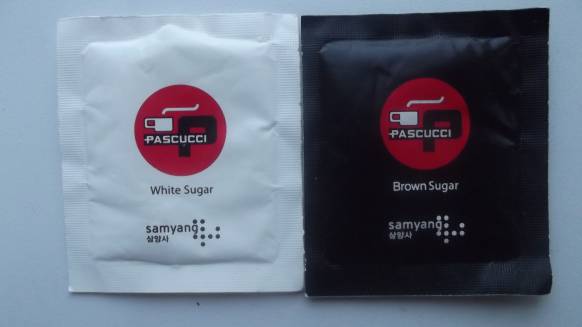 PASCUCCI
White Sugar
samyang
삼양사
PASCUCCI
Brown Sugar
samyang
삼양사